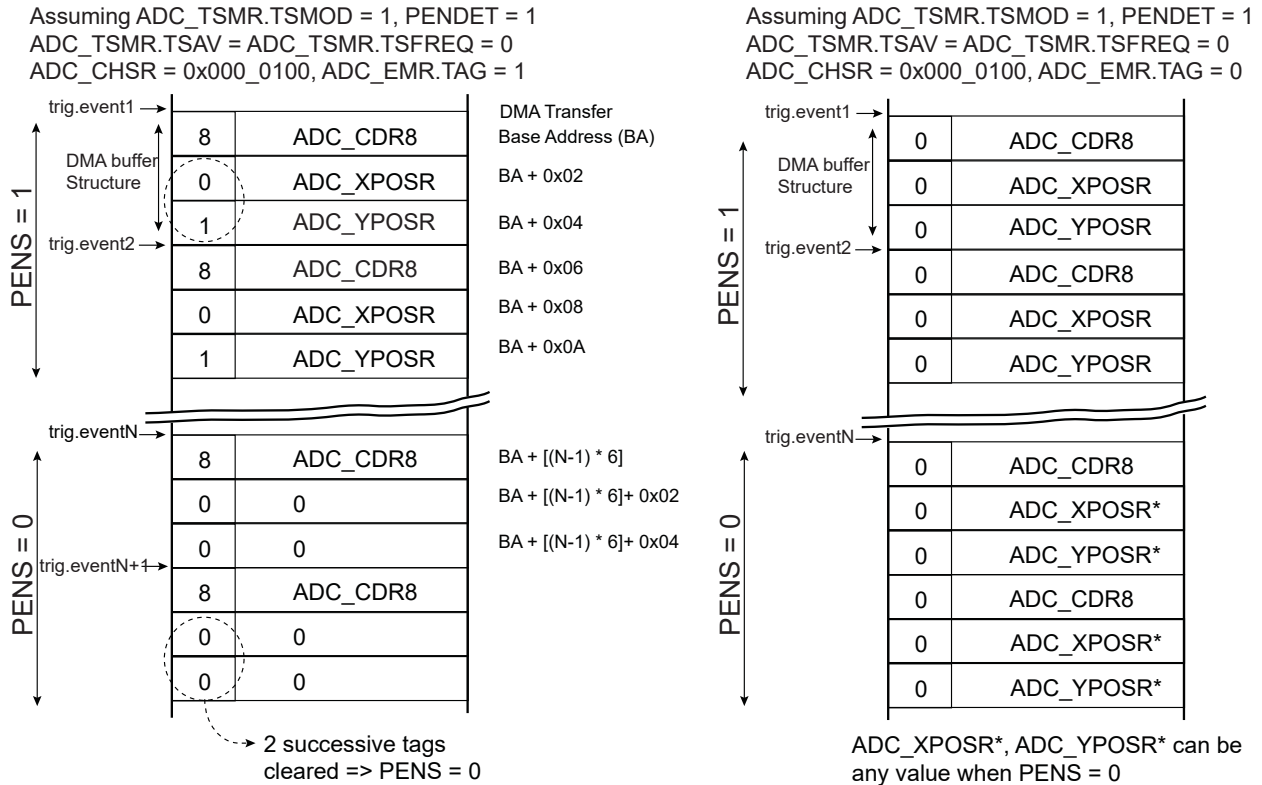 Assuming ADC_TSMR.TSMOD = 1, PENDET = 1
ADC_TSMR.TSAV = ADC_TSMR.TSFREQ = 0
ADC_CHSR = 0x000_0100, ADC_EMR.TAG = 1
trig.event1
DMA Transfer
8 ADC_CDR8 Base Address (BA)
DMA buffer
Structure
0 ADC_XPOSR BA + 0x02
1 ADC_YPOSR BA + 0x04
trig.event2
PENS = 1
8 ADC_CDR8 BA + 0x06
0 ADC_XPOSR BA + 0x08
1 ADC_YPOSR BA + 0x0A
trig.eventN
8 ADC_CDR8 BA + [(N-1) * 6]
0 0 BA + [(N-1) * 6]+ 0x02
0 0 BA + [(N-1) * 6]+ 0x04
PENS = 0
trig.eventN+1
8 ADC_CDR8
0 0
0 0
2 successive tags
cleared => PENS = 0
Assuming ADC_TSMR.TSMOD = 1, PENDET = 1
ADC_TSMR.TSAV = ADC_TSMR.TSFREQ = 0
ADC_CHSR = 0x000_0100, ADC_EMR.TAG = 0
trig.event1
0 ADC_CDR8
DMA buffer
Structure
0 ADC_XPOSR
0 ADC_YPOSR
trig.event2
PENS = 1
0 ADC_CDR8
0 ADC_XPOSR
0 ADC_YPOSR
trig.eventN
0 ADC_CDR8
0 ADC_XPOSR*
0 ADC_YPOSR*
PENS = 0
0 ADC_CDR8
0 ADC_XPOSR*
0 ADC_YPOSR*
ADC_XPOSR*, ADC_YPOSR* can be
any value when PENS = 0